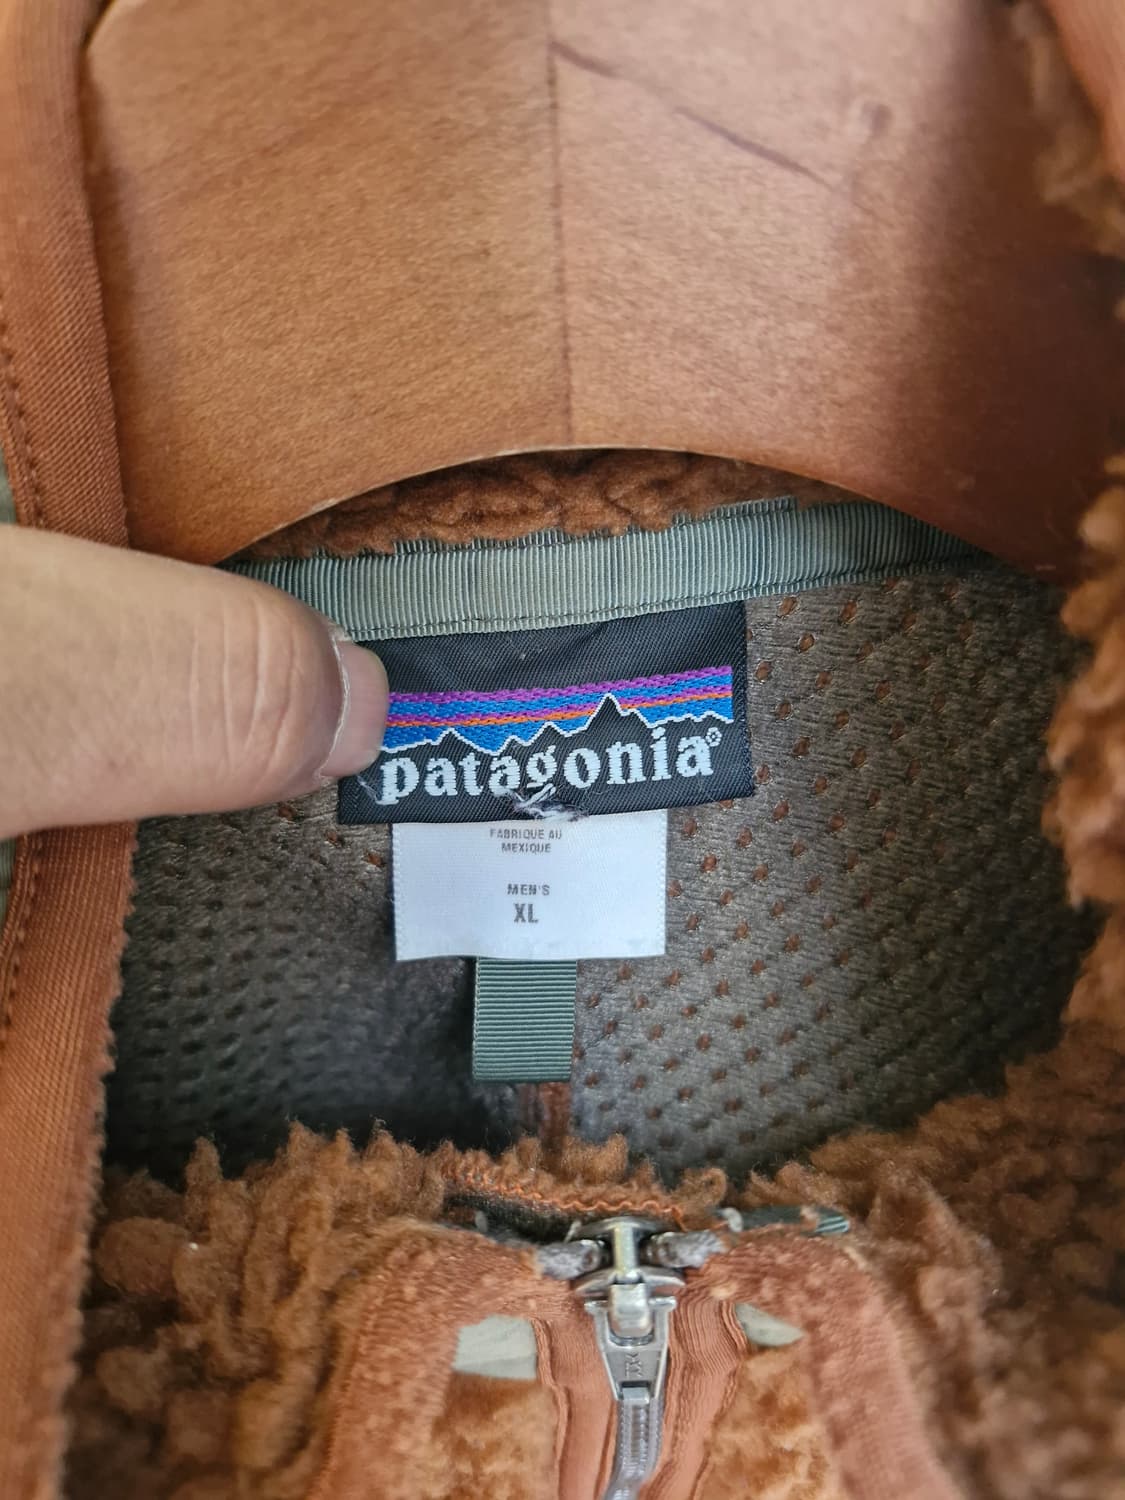 patagonia®
FABRIQUE AU
MEXIQUE
MEN'S
XL